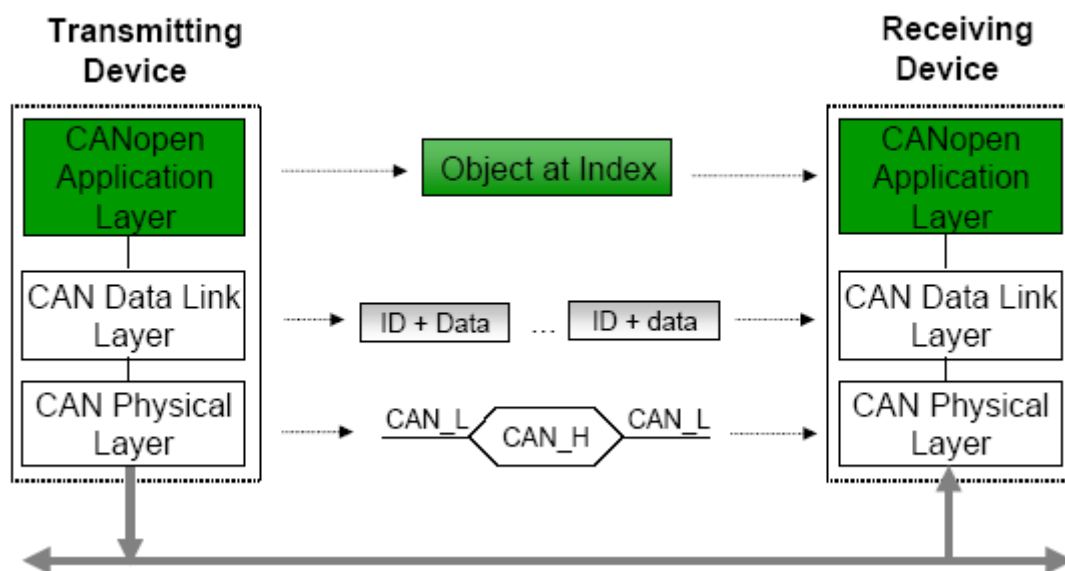 Transmitting
Device
Receiving
Device
CANopen
Application
Layer
Object at Index
CANopen
Application
Layer
CAN Data Link
Layer
ID + Data
...
ID + data
CAN Data Link
Layer
CAN Physical
Layer
CAN_L
CAN_H
CAN_L
CAN Physical
Layer